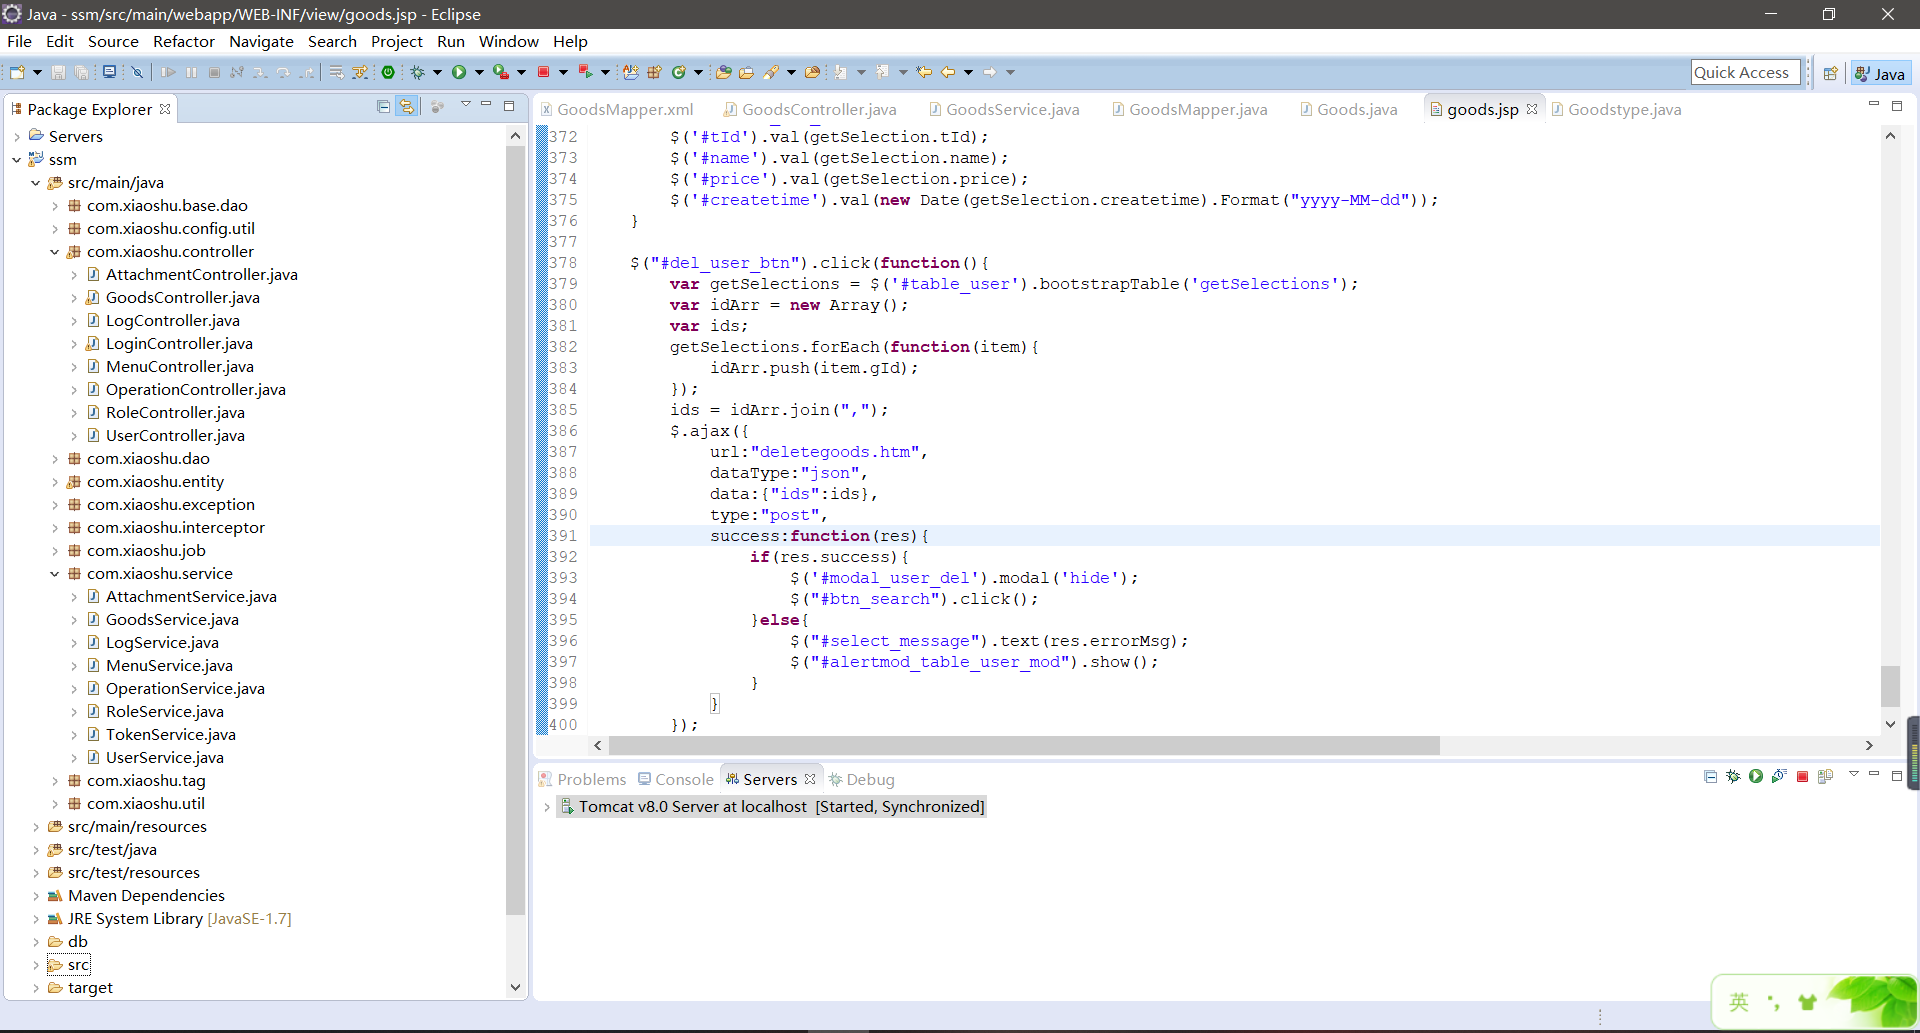 Java - ssm/src/main/webapp/WEB-INF/view/goods.jsp - Eclipse
File Edit Source Refactor Navigate Search Project Run Window Help
Quick Access
Java
Package Explorer
Servers
ssm
src/main/java
com.xiaoshu.base.dao
com.xiaoshu.config.util
com.xiaoshu.controller
AttachmentController.java
GoodsController.java
LogController.java
LoginController.java
MenuController.java
OperationController.java
RoleController.java
UserController.java
com.xiaoshu.dao
com.xiaoshu.entity
com.xiaoshu.exception
com.xiaoshu.interceptor
com.xiaoshu.job
com.xiaoshu.service
AttachmentService.java
GoodsService.java
LogService.java
MenuService.java
OperationService.java
RoleService.java
TokenService.java
UserService.java
com.xiaoshu.tag
com.xiaoshu.util
src/main/resources
src/test/java
src/test/resources
Maven Dependencies
JRE System Library [JavaSE-1.7]
db
src
target
GoodsMapper.xml GoodsController.java GoodsService.java GoodsMapper.java Goods.java goods.jsp Goodstype.java
372 $('#tId').val(getSelection.tId);
373 $('#name').val(getSelection.name);
374 $('#price').val(getSelection.price);
375 $('#createtime').val(new Date(getSelection.createtime).Format("yyyy-MM-dd"));
376 }
377
378 $("#del_user_btn").click(function(){
379 var getSelections = $('#table_user').bootstrapTable('getSelections');
380 var idArr = new Array();
381 var ids;
382 getSelections.forEach(function(item){
383 idArr.push(item.gId);
384 });
385 ids = idArr.join(",");
386 $.ajax({
387 url:"deletegoods.htm",
388 dataType:"json",
389 data:{"ids":ids},
390 type:"post",
391 success:function(res){
392 if(res.success){
393 $('#modal_user_del').modal('hide');
394 $("#btn_search").click();
395 }else{
396 $("#select_message").text(res.errorMsg);
397 $("#alertmod_table_user_mod").show();
398 }
399 }
400 });
Problems Console Servers Debug
Tomcat v8.0 Server at localhost [Started, Synchronized]
英